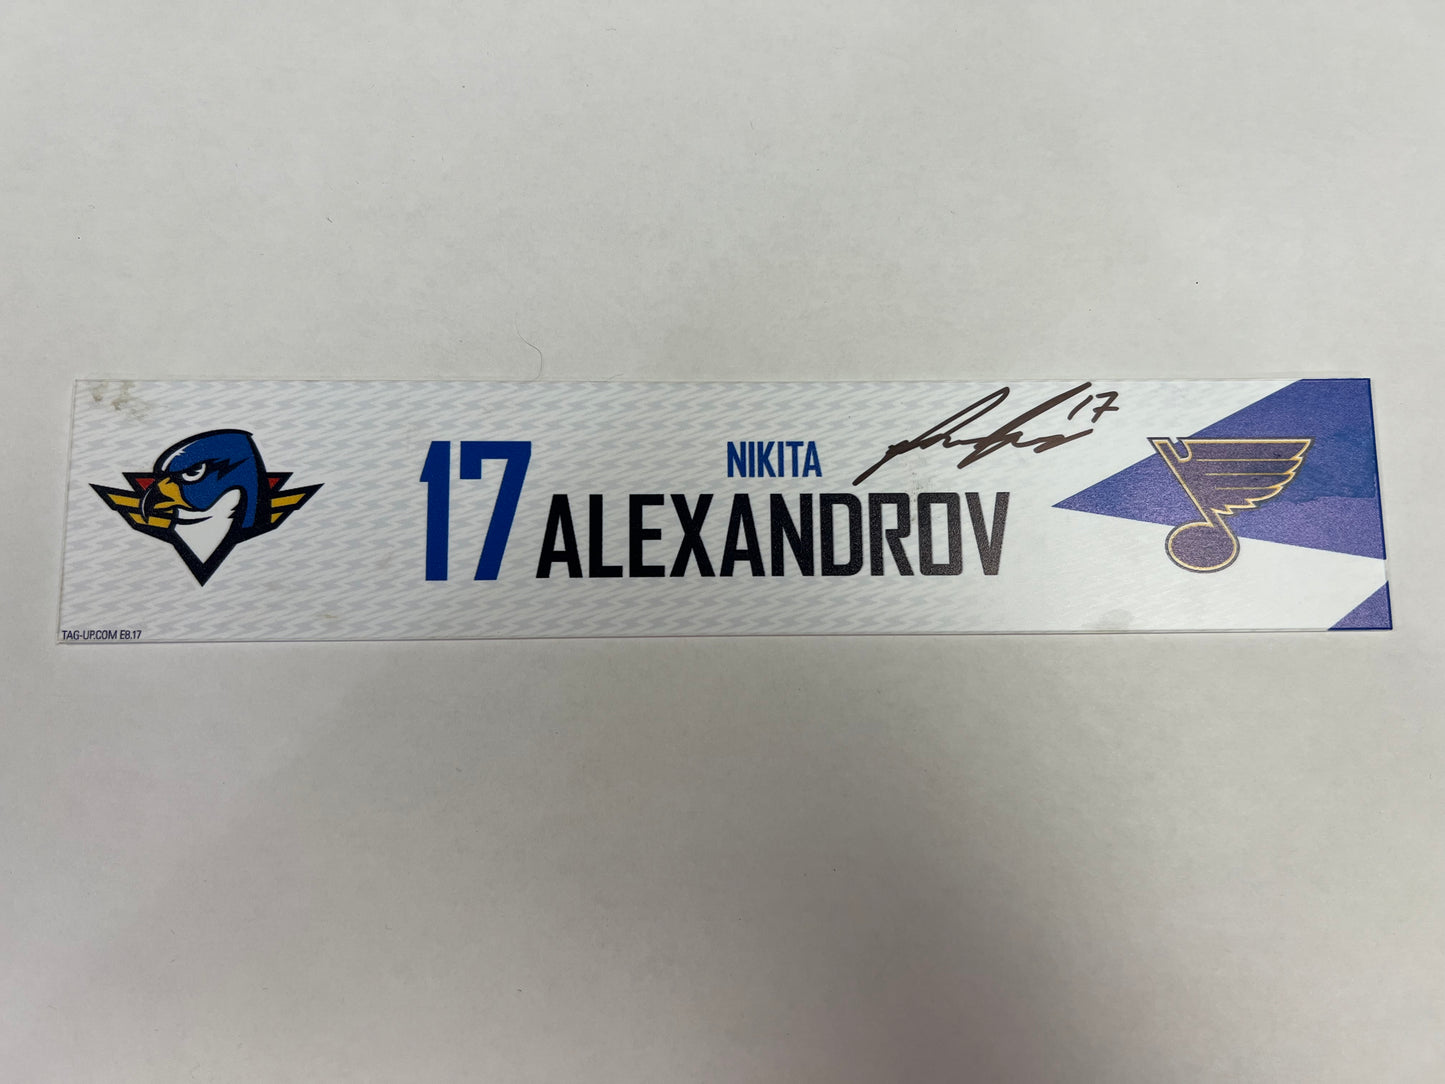 17
NIKITA
ALEXANDROV
17
TAG-UP.COM E8.17